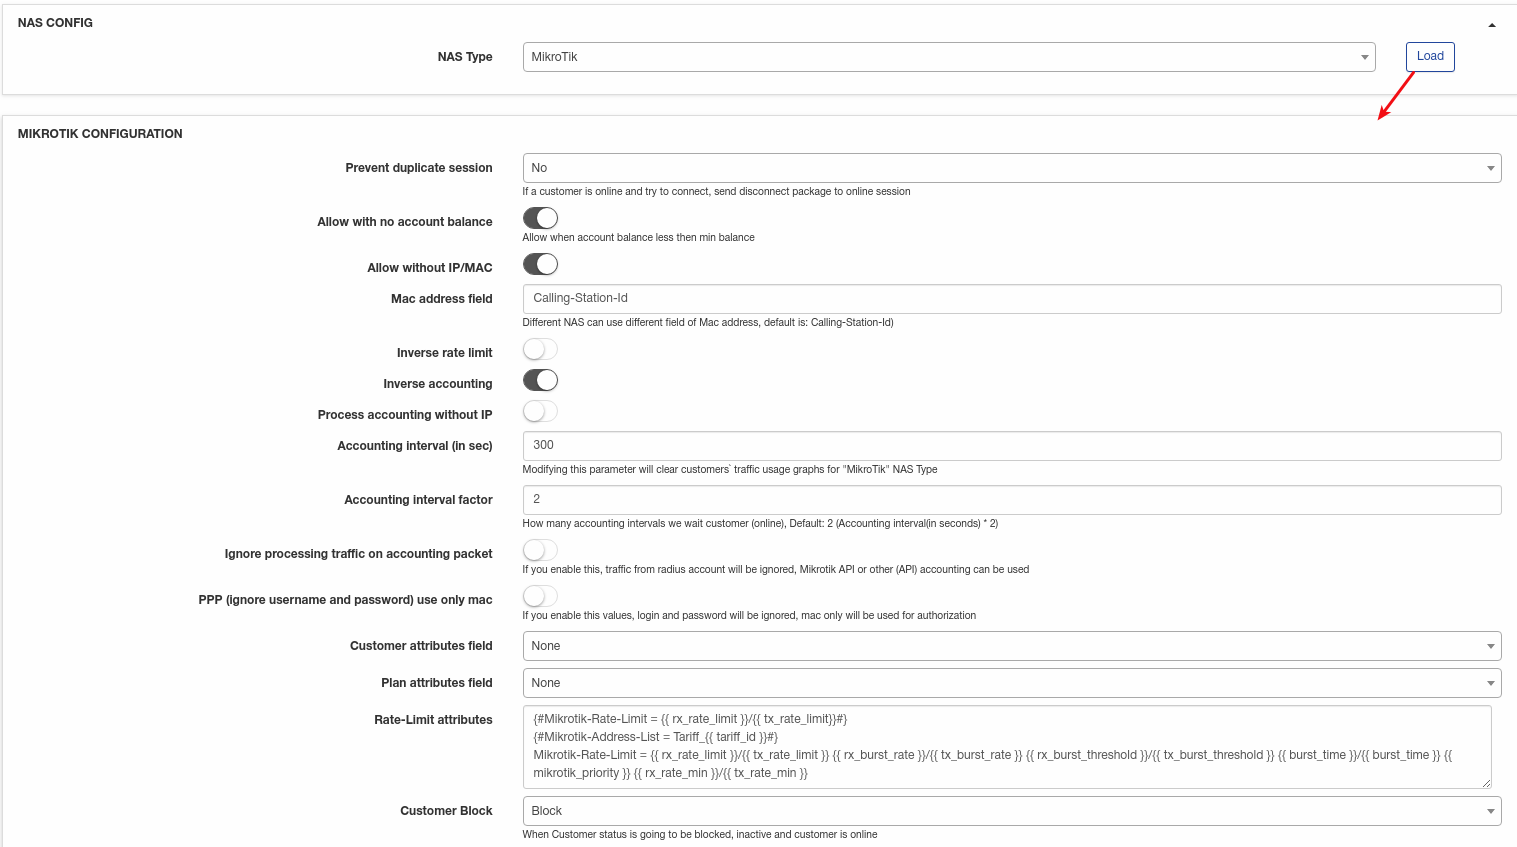 NAS CONFIG
NAS Type
MikroTik
Load
MIKROTIK CONFIGURATION
Prevent duplicate session
No
If a customer is online and try to connect, send disconnect package to online session
Allow with no account balance
Allow when account balance less then min balance
Allow without IP/MAC
Mac address field
Calling-Station-Id
Different NAS can use different field of Mac address, default is: Calling-Station-Id)
Inverse rate limit
Inverse accounting
Process accounting without IP
Accounting interval (in sec)
300
Modifying this parameter will clear customers` traffic usage graphs for "MikroTik" NAS Type
Accounting interval factor
2
How many accounting intervals we wait customer (online), Default: 2 (Accounting interval(in seconds) * 2)
Ignore processing traffic on accounting packet
If you enable this, traffic from radius account will be ignored, Mikrotik API or other (API) accounting can be used
PPP (ignore username and password) use only mac
If you enable this values, login and password will be ignored, mac only will be used for authorization
Customer attributes field
None
Plan attributes field
None
Rate-Limit attributes
{#Mikrotik-Rate-Limit = {{ rx_rate_limit }}/{{ tx_rate_limit}}#}
{#Mikrotik-Address-List = Tariff_{{ tariff_id }}#}
Mikrotik-Rate-Limit = {{ rx_rate_limit }}/{{ tx_rate_limit }} {{ rx_burst_rate }}/{{ tx_burst_rate }} {{ rx_burst_threshold }}/{{ tx_burst_threshold }} {{ burst_time }}/{{ burst_time }} {{
mikrotik_priority }} {{ rx_rate_min }}/{{ tx_rate_min }}
Customer Block
Block
When Customer status is going to be blocked, inactive and customer is online